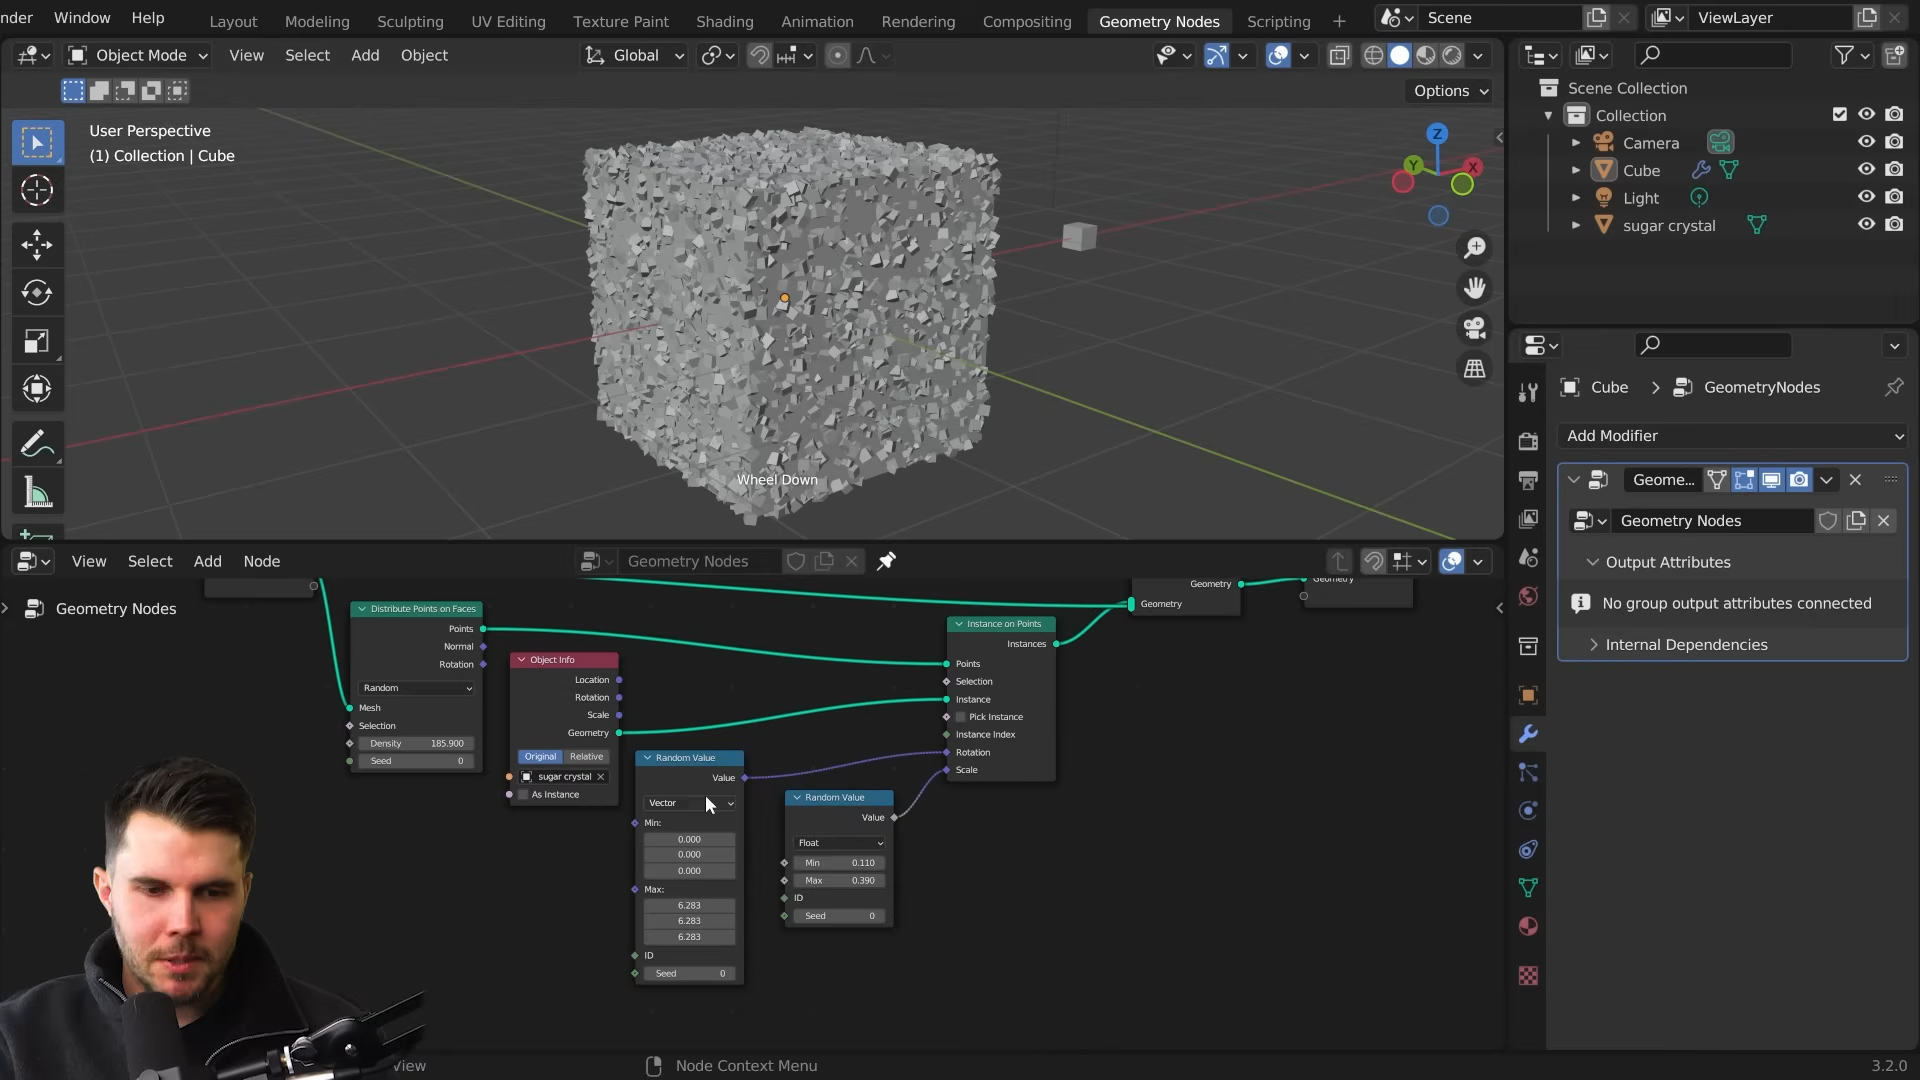 nder Window Help
Layout Modeling Sculpting UV Editing Texture Paint Shading Animation Rendering Compositing Geometry Nodes Scripting +
Scene
ViewLayer
Object Mode View Select Add Object
Global
Options
User Perspective
(1) Collection | Cube
Z
Y
X
Wheel Down
Scene Collection
Collection
Camera
Cube
Light
sugar crystal
Cube > GeometryNodes
Add Modifier
Geome...
Geometry Nodes
Output Attributes
No group output attributes connected
Internal Dependencies
View Select Add Node
Geometry Nodes
Geometry Nodes
Distribute Points on Faces
Points
Normal
Rotation
Random
Mesh
Selection
Density 185.900
Seed 0
Object Info
Location
Rotation
Scale
Geometry
Original Relative
sugar crystal
As Instance
Random Value
Value
Vector
Min:
0.000
0.000
0.000
Max:
6.283
6.283
6.283
ID
Seed 0
Random Value
Value
Float
Min 0.110
Max 0.390
ID
Seed 0
Instance on Points
Instances
Points
Selection
Instance
Pick Instance
Instance Index
Rotation
Scale
Geometry
Geometry
Geometry
View
Node Context Menu
3.2.0